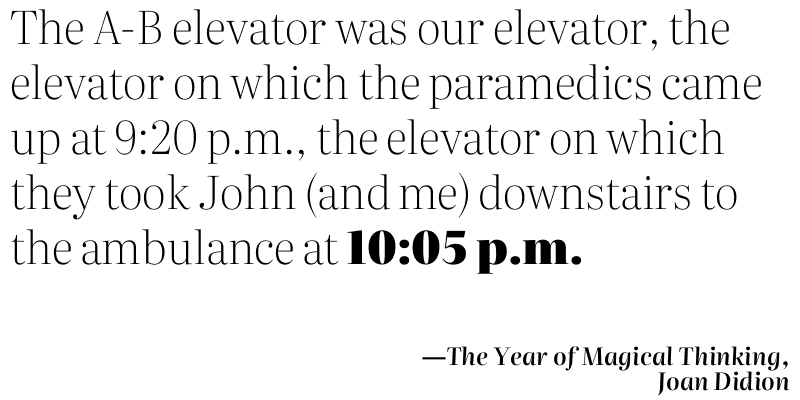 The A-B elevator was our elevator, the
elevator on which the paramedics came
up at 9:20 p.m., the elevator on which
they took John (and me) downstairs to
the ambulance at 10:05 p.m.
—The Year of Magical Thinking,
Joan Didion